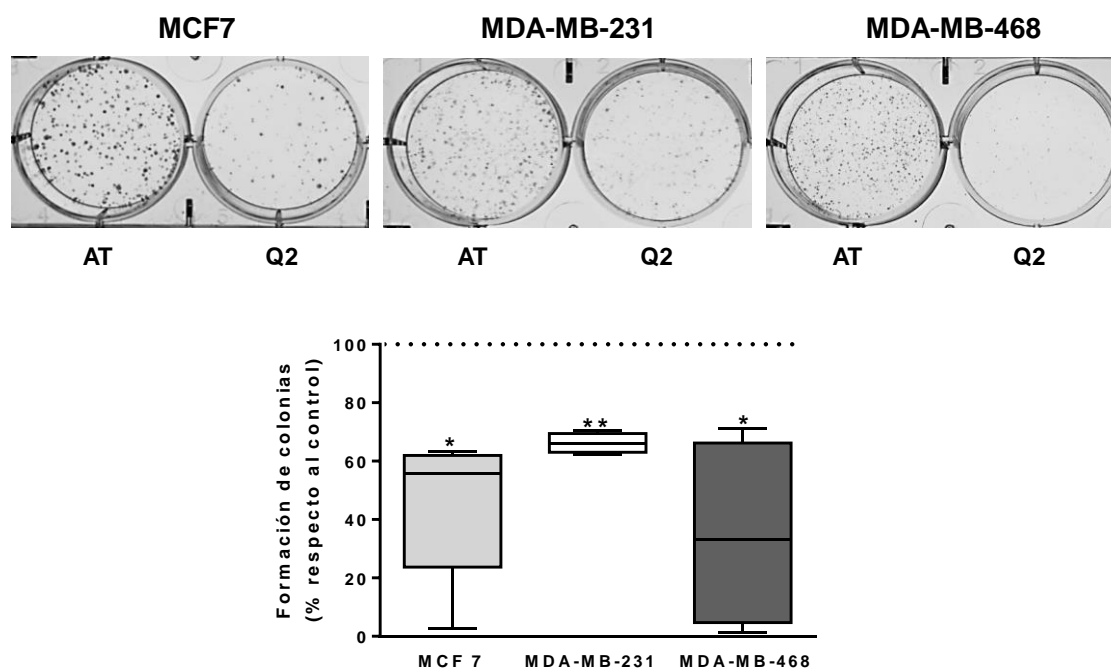 MCF7 MDA-MB-231 MDA-MB-468
AT Q2 AT Q2 AT Q2
Formación de colonias
(% respecto al control)
100
80
60
40
20
0
* ** *
MCF 7 MDA-MB-231 MDA-MB-468